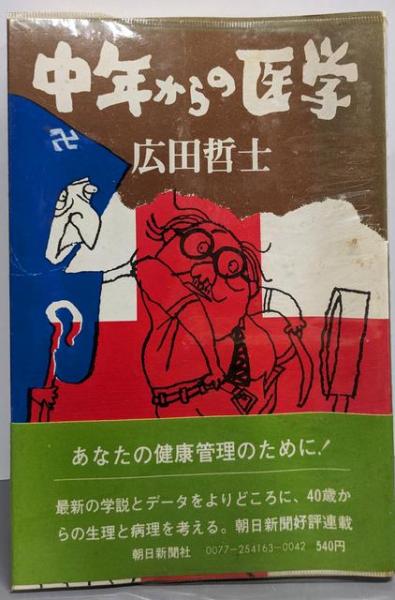 中年からの医学
広田哲士
卍
あなたの健康管理のために!
最新の学説とデータをよりどころに、40歳か
らの生理と病理を考える。朝日新聞好評連載
朝日新聞社 0077-254163-0042 540円